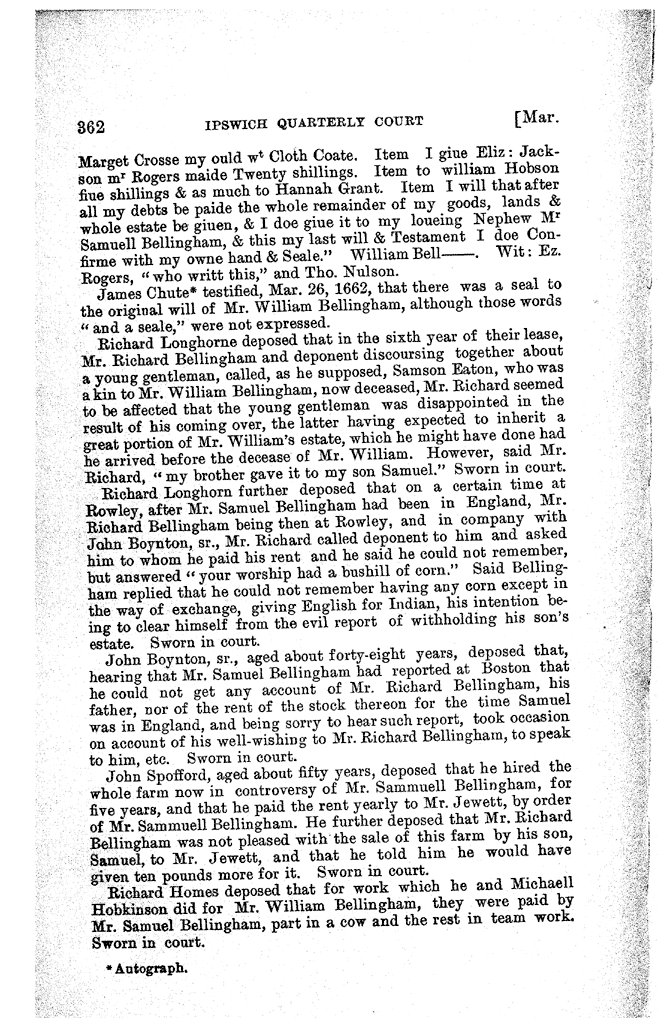 362 IPSWICH QUARTERLY COURT [Mar.
Marget Crosse my ould wt Cloth Coate. Item I giue Eliz: Jack-
son mr Rogers maide Twenty shillings. Item to william Hobson
fiue shillings & as much to Hannah Grant. Item I will that after
all my debts be paide the whole remainder of my goods, lands &
whole estate be giuen, & I doe giue it to my loueing Nephew Mr
Samuell Bellingham, & this my last will & Testament I doe Con-
firme with my owne hand & Seale." William Bell——. Wit: Ez.
Rogers, "who writt this," and Tho. Nulson.
James Chute* testified, Mar. 26, 1662, that there was a seal to
the original will of Mr. William Bellingham, although those words
"and a seale," were not expressed.
Richard Longhorne deposed that in the sixth year of their lease,
Mr. Richard Bellingham and deponent discoursing together about
a young gentleman, called, as he supposed, Samson Eaton, who was
a kin to Mr. William Bellingham, now deceased, Mr. Richard seemed
to be affected that the young gentleman was disappointed in the
result of his coming over, the latter having expected to inherit a
great portion of Mr. William's estate, which he might have done had
he arrived before the decease of Mr. William. However, said Mr.
Richard, "my brother gave it to my son Samuel." Sworn in court.
Richard Longhorn further deposed that on a certain time at
Rowley, after Mr. Samuel Bellingham had been in England, Mr.
Richard Bellingham being then at Rowley, and in company with
John Boynton, sr., Mr. Richard called deponent to him and asked
him to whom he paid his rent and he said he could not remember,
but answered "your worship had a bushill of corn." Said Belling-
ham replied that he could not remember having any corn except in
the way of exchange, giving English for Indian, his intention be-
ing to clear himself from the evil report of withholding his son's
estate. Sworn in court.
John Boynton, sr., aged about forty-eight years, deposed that,
hearing that Mr. Samuel Bellingham had reported at Boston that
he could not get any account of Mr. Richard Bellingham, his
father, nor of the rent of the stock thereon for the time Samuel
was in England, and being sorry to hear such report, took occasion
on account of his well-wishing to Mr. Richard Bellingham, to speak
to him, etc. Sworn in court.
John Spofford, aged about fifty years, deposed that he hired the
whole farm now in controversy of Mr. Sammuell Bellingham, for
five years, and that he paid the rent yearly to Mr. Jewett, by order
of Mr. Sammuell Bellingham. He further deposed that Mr. Richard
Bellingham was not pleased with the sale of this farm by his son,
Samuel, to Mr. Jewett, and that he told him he would have
given ten pounds more for it. Sworn in court.
Richard Homes deposed that for work which he and Michaell
Hobkinson did for Mr. William Bellingham, they were paid by
Mr. Samuel Bellingham, part in a cow and the rest in team work.
Sworn in court.
*Autograph.